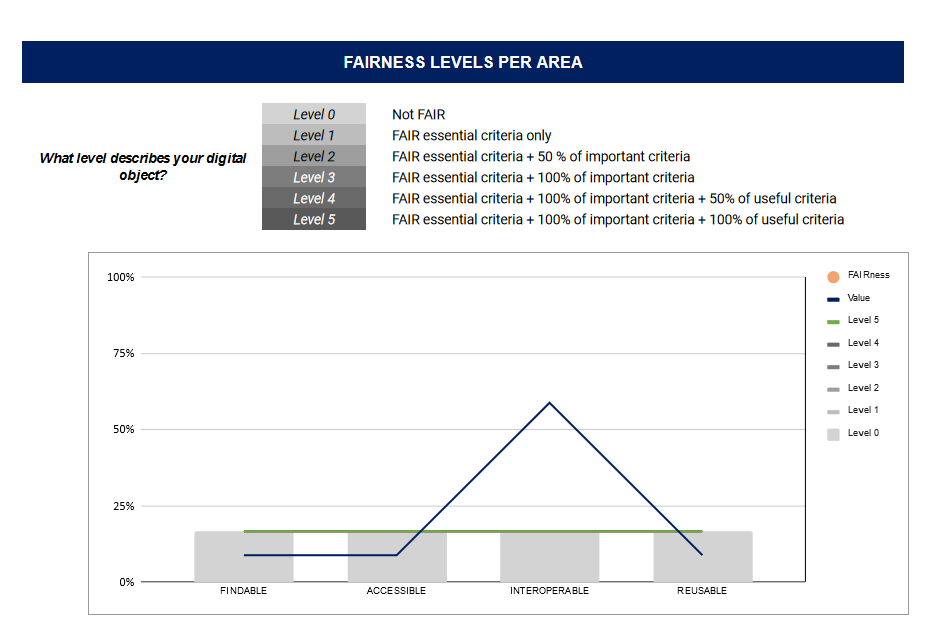 FAIRNESS LEVELS PER AREA
What level describes your digital
object?
Level 0 Not FAIR
Level 1 FAIR essential criteria only
Level 2 FAIR essential criteria + 50 % of important criteria
Level 3 FAIR essential criteria + 100% of important criteria
Level 4 FAIR essential criteria + 100% of important criteria + 50% of useful criteria
Level 5 FAIR essential criteria + 100% of important criteria + 100% of useful criteria
100%
75%
50%
25%
0%
FINDABLE ACCESSIBLE INTEROPERABLE REUSABLE
FAIRness
Value
Level 5
Level 4
Level 3
Level 2
Level 1
Level 0